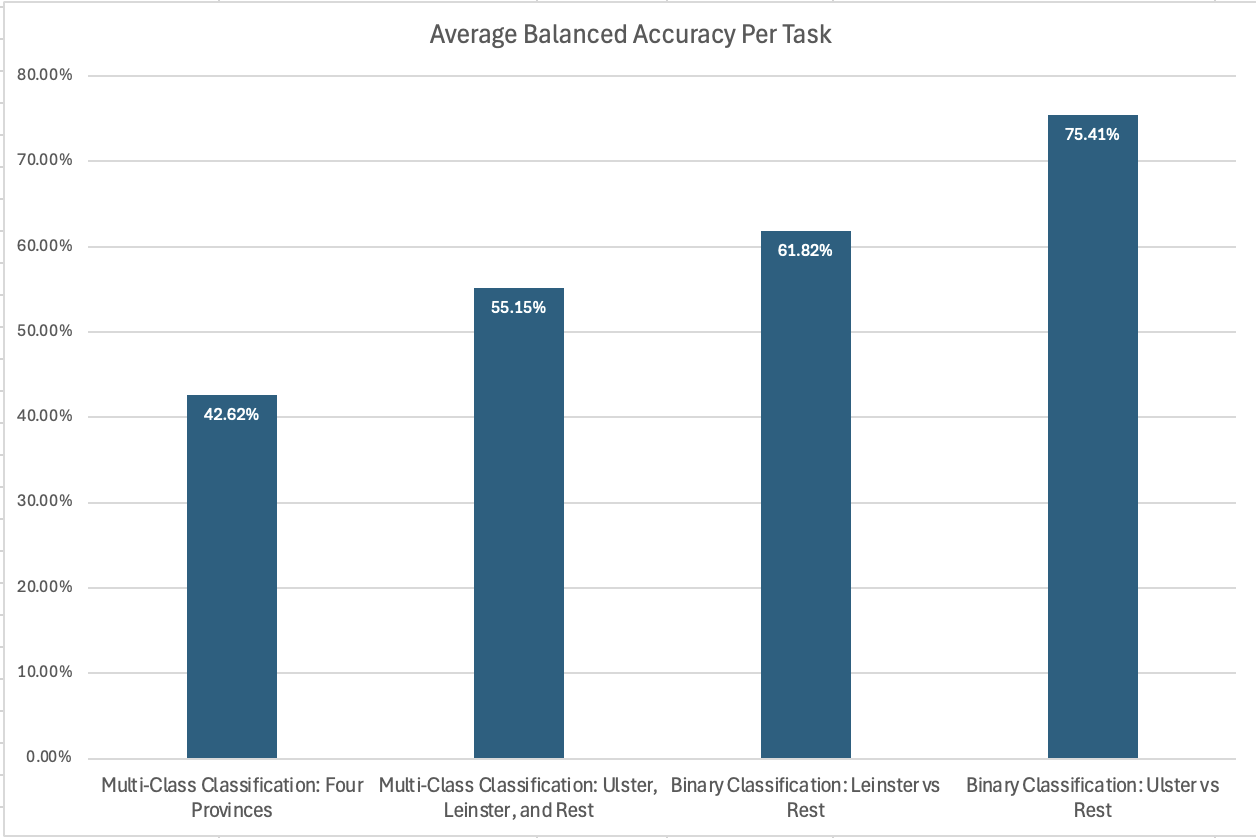 Average Balanced Accuracy Per Task
80.00%
70.00%
60.00%
50.00%
40.00%
30.00%
20.00%
10.00%
0.00%
42.62%
55.15%
61.82%
75.41%
Multi-Class Classification: Four
Provinces
Multi-Class Classification: Ulster,
Leinster, and Rest
Binary Classification: Leinster vs
Rest
Binary Classification: Ulster vs
Rest